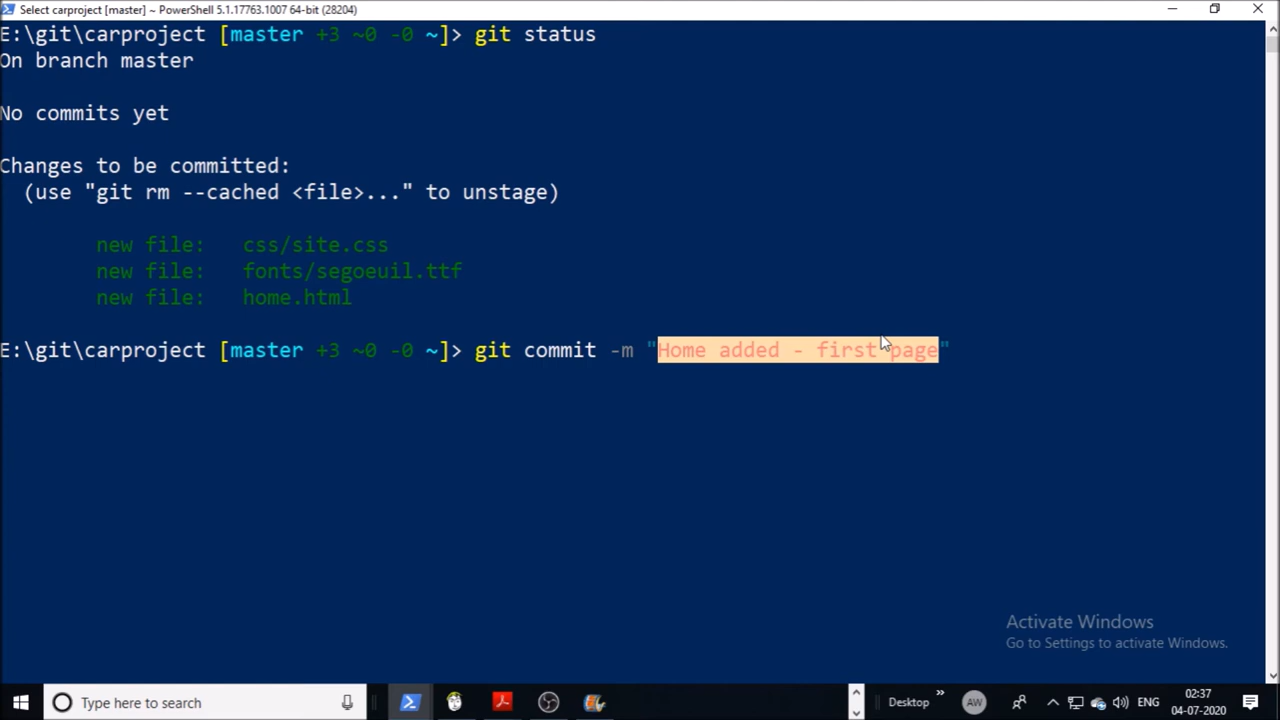 Select carproject [master] ~ PowerShell 5.1.17763.1007 64-bit (28204)
E:\git\carproject [master +3 ~0 -0 ~]> git status
On branch master
No commits yet
Changes to be committed:
  (use "git rm --cached <file>..." to unstage)
        new file:   css/site.css
        new file:   fonts/segoeuil.ttf
        new file:   home.html
E:\git\carproject [master +3 ~0 -0 ~]> git commit -m "Home added - first page"
Activate Windows
Go to Settings to activate Windows.
Type here to search
Desktop
AW
ENG
02:37
04-07-2020